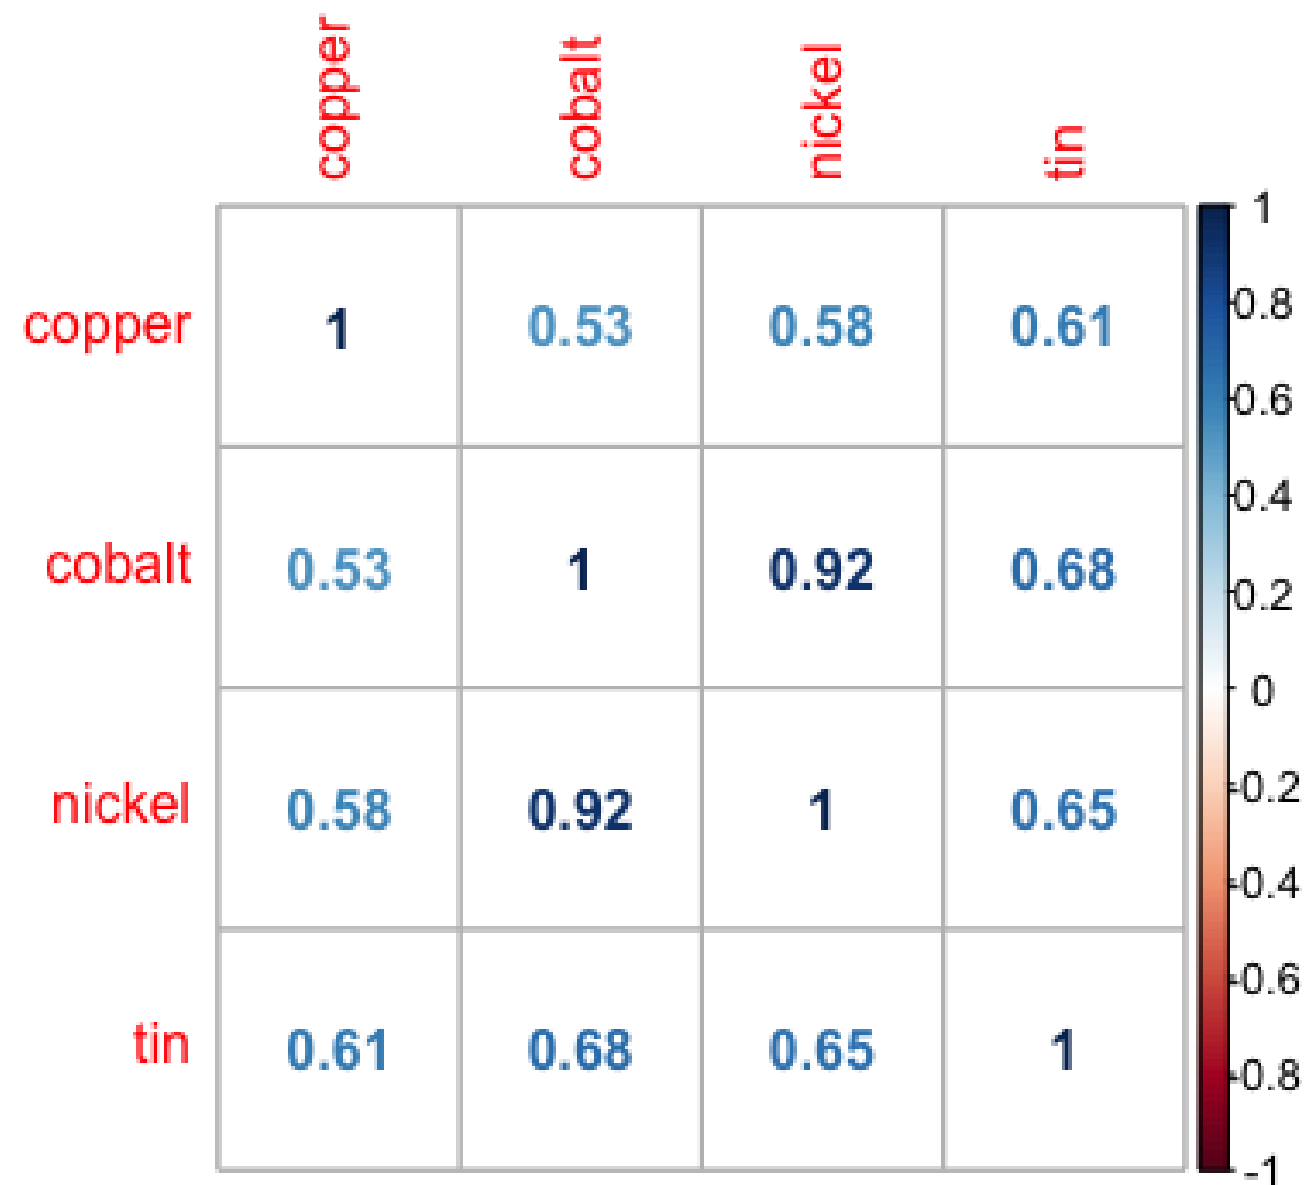 copper cobalt nickel tin
copper 1 0.53 0.58 0.61
cobalt 0.53 1 0.92 0.68
nickel 0.58 0.92 1 0.65
tin 0.61 0.68 0.65 1
1
0.8
0.6
0.4
0.2
0
-0.2
-0.4
-0.6
-0.8
-1